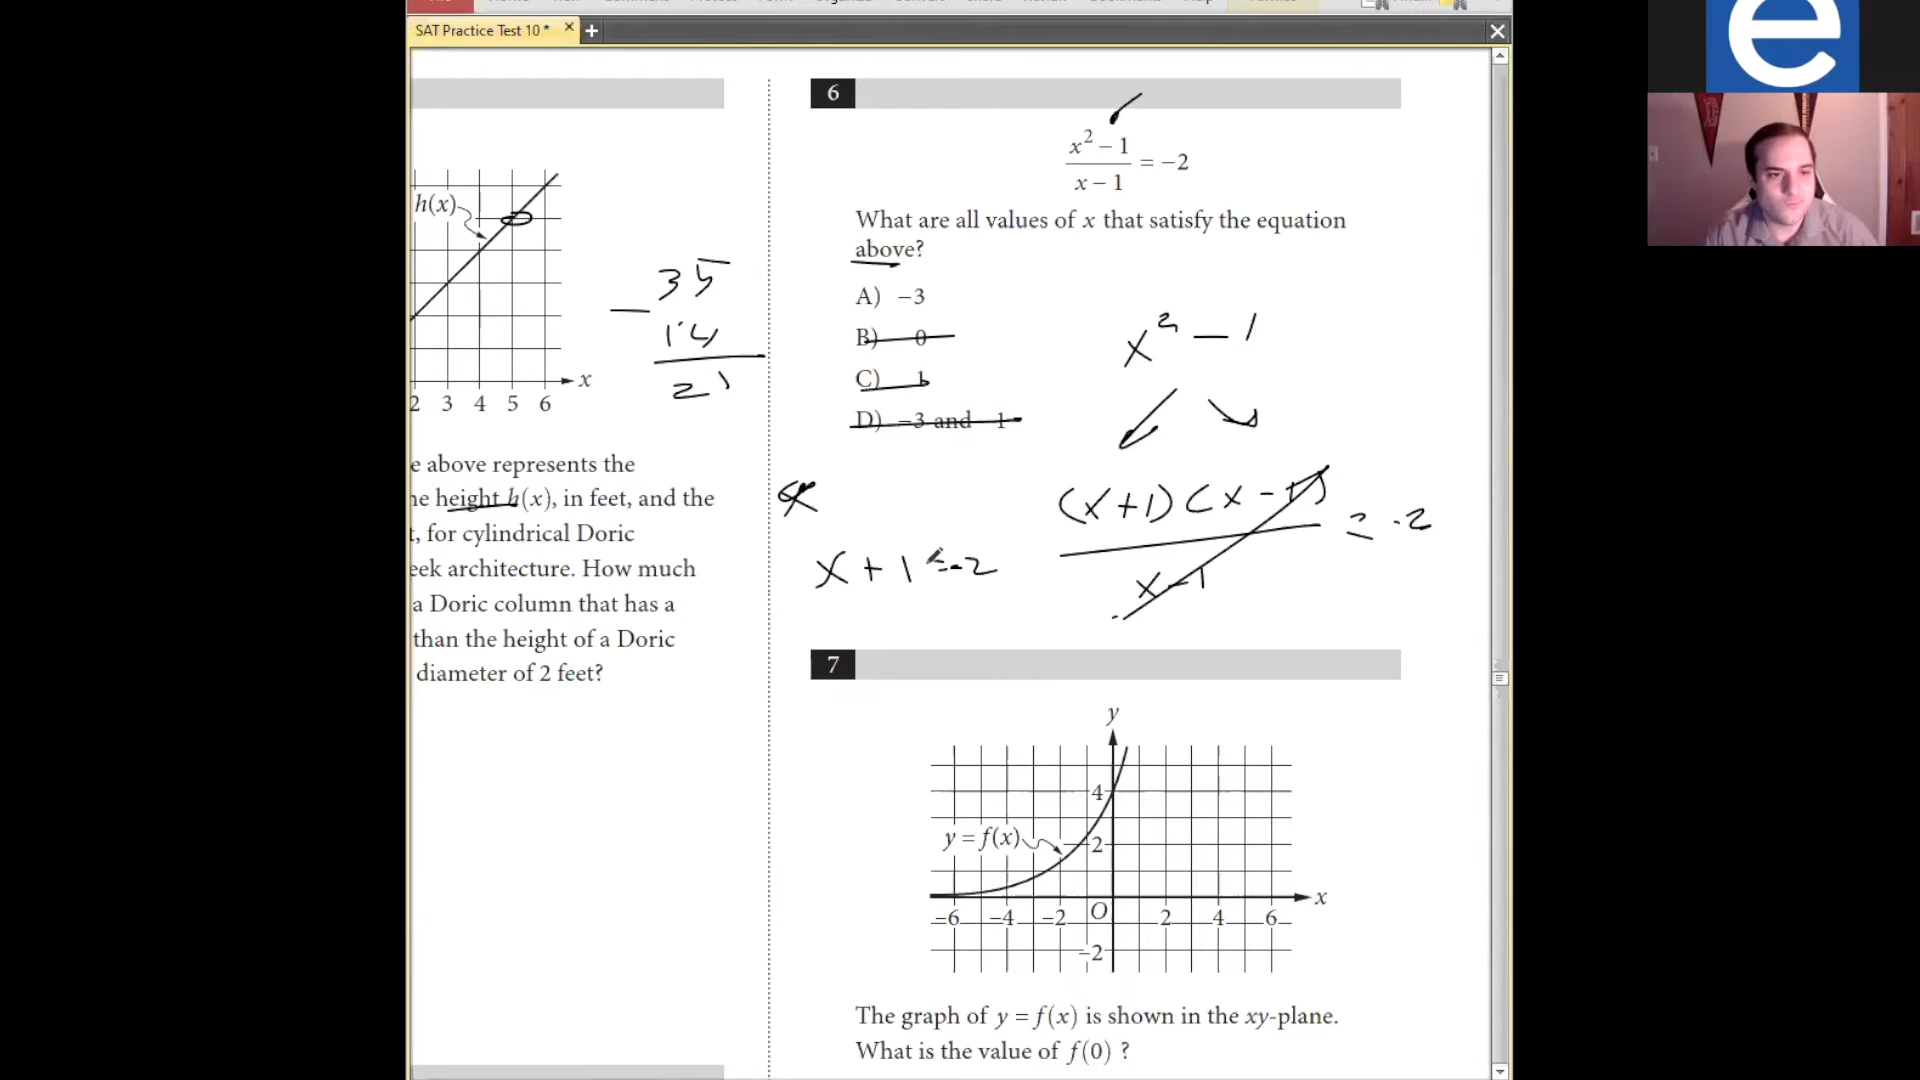 SAT Practice Test 10 *
h(x)
x
2 3 4 5 6
35
– 14
21
e above represents the
ne height h(x), in feet, and the
t, for cylindrical Doric
eek architecture. How much
a Doric column that has a
than the height of a Doric
diameter of 2 feet?
6
x² – 1
x – 1
= –2
What are all values of x that satisfy the equation
above?
A) –3
B) 0
C) 1
D) –3 and –1
x² – 1
(x+1)(x-1)
x-1
= -2
x+1=-2
7
y
4
y = f(x)
2
–6 –4 –2 O 2 4 6
x
–2
The graph of y = f(x) is shown in the xy-plane.
What is the value of f(0) ?
e